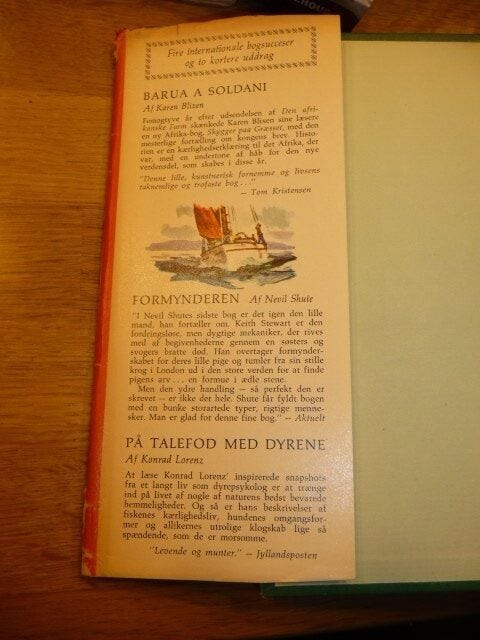 Fire internationale bogsucceser
og to kortere uddrag
BARUA A SOLDANI
Af Karen Blixen
Femogtyve år efter udsendelsen af Den afri-
kanske Farm skænkede Karen Blixen sine læsere
en ny Afrika-bog, Skygger paa Græsset, med den
mesterlige fortælling om kongens brev. Histo-
rien er en kærlighedserklæring til det Afrika, der
var, med en undertone af håb for den nye
verdensdel, som skabes i disse år.
"Denne lille, kunstnerisk fornemme og livsens
taknemlige og trofaste bog . . ."
— Tom Kristensen
FORMYNDEREN Af Nevil Shute
"I Nevil Shutes sidste bog er det igen den lille
mand, han fortæller om. Keith Stewart er den
fordringsløse, men dygtige mekaniker, der rives
med af begivenhederne gennem en søsters og
svogers bratte død. Han overtager formynder-
skabet for deres lille pige og tumler fra sin stille
krog i London ud i den store verden for at finde
pigens arv . . . en formue i ædle stene.
Men den ydre handling — så perfekt den er
skrevet — er ikke det hele. Shute får fyldt bogen
med en bunke storartede typer, rigtige menne-
sker. Man er glad for denne fine bog." — Aktuelt
PÅ TALEFOD MED DYRENE
Af Konrad Lorenz
At læse Konrad Lorenz' inspirerede snapshots
fra et langt liv som dyrepsykolog er at trænge
ind på livet af nogle af naturens bedst bevarede
hemmeligheder. Og så er hans beskrivelser af
fiskenes kærlighedsliv, hundenes omgangsfor-
mer og allikernes utrolige klogskab lige så
spændende, som de er morsomme.
"Levende og munter." — Jyllandsposten